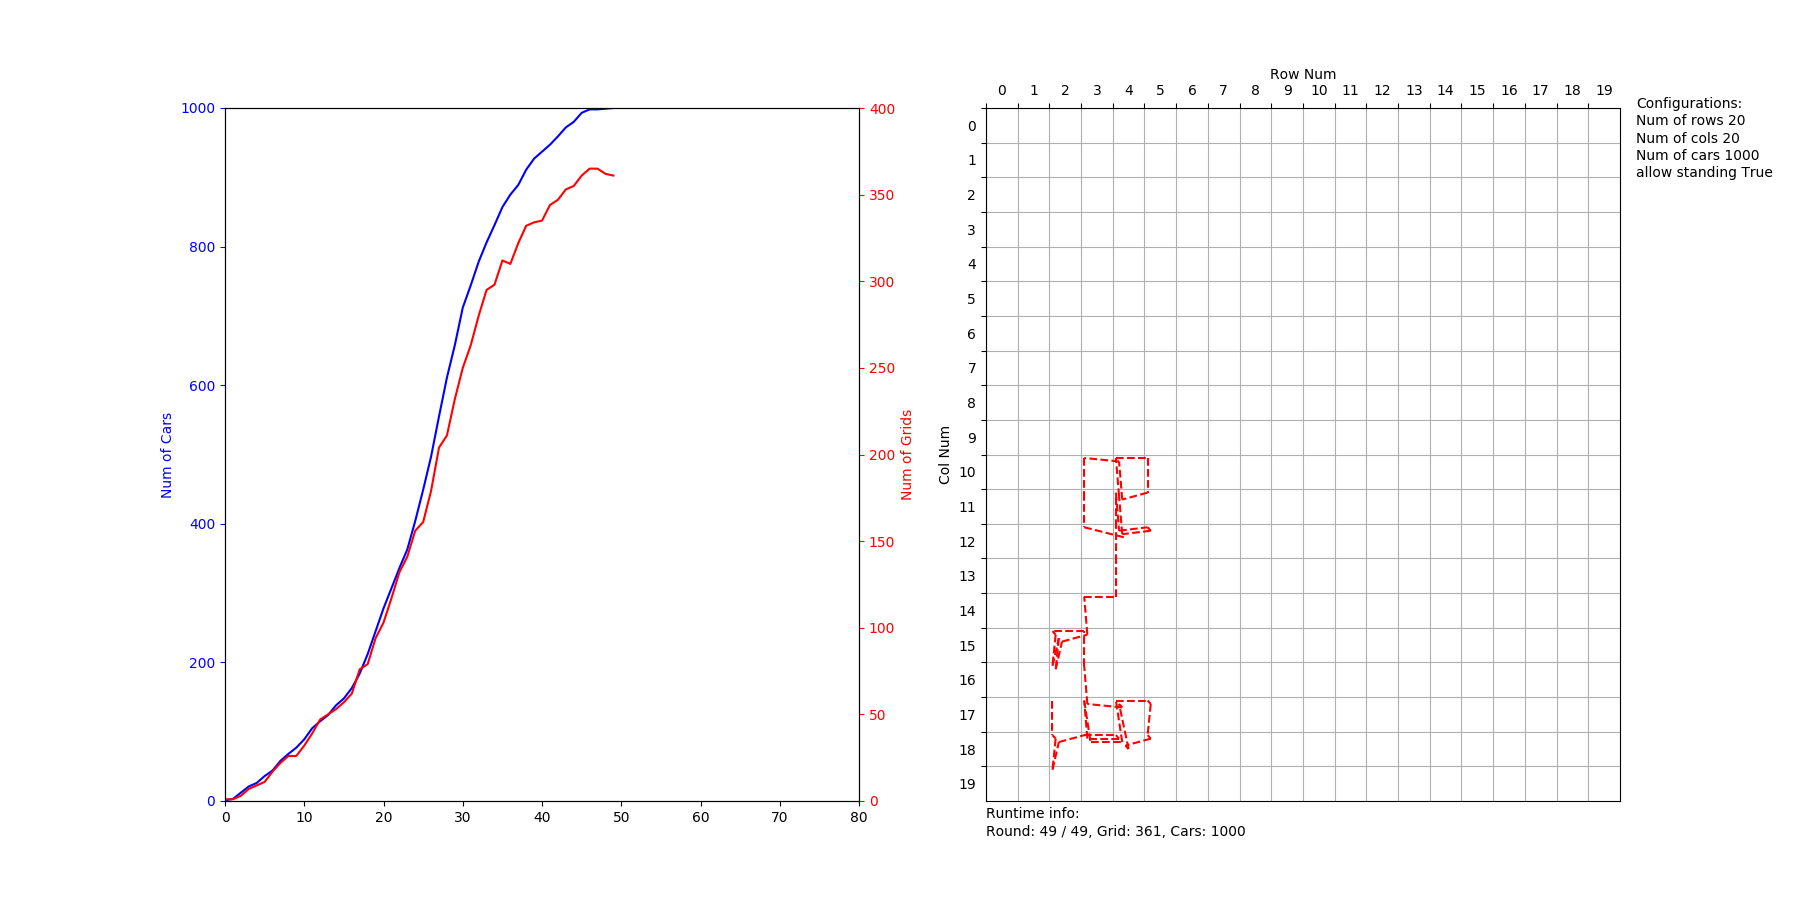 Num of Cars
1000
800
600
400
200
0
0 10 20 30 40 50 60 70 80
400
350
300
250
200
150
100
50
0
Num of Grids
Row Num
0 1 2 3 4 5 6 7 8 9 10 11 12 13 14 15 16 17 18 19
Col Num
0
1
2
3
4
5
6
7
8
9
10
11
12
13
14
15
16
17
18
19
Configurations:
Num of rows 20
Num of cols 20
Num of cars 1000
allow standing True
Runtime info:
Round: 49 / 49, Grid: 361, Cars: 1000